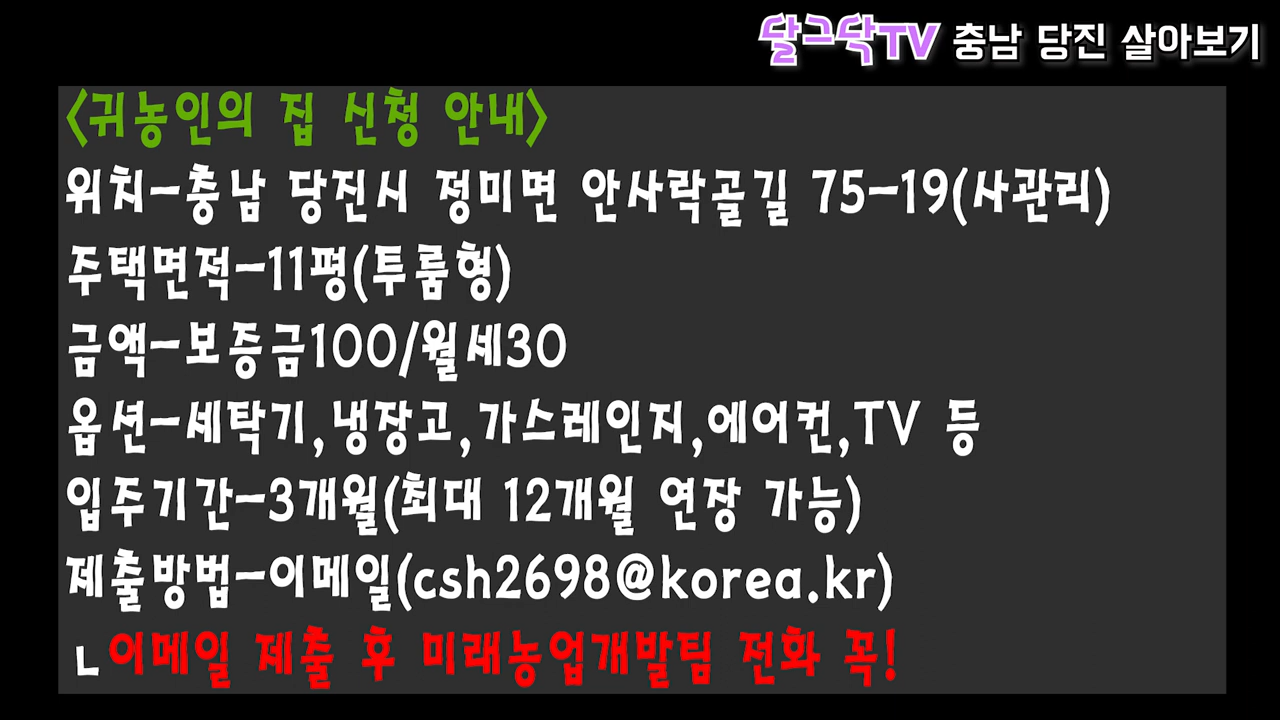 달그닥TV 충남 당진 살아보기
<귀농인의 집 신청 안내>
위치-충남 당진시 정미면 안사락골길 75-19(사관리)
주택면적-11평(투룸형)
금액-보증금100/월세30
옵션-세탁기,냉장고,가스레인지,에어컨,TV 등
입주기간-3개월(최대 12개월 연장 가능)
제출방법-이메일(csh2698@korea.kr)
ㄴ이메일 제출 후 미래농업개발팀 전화 꼭!